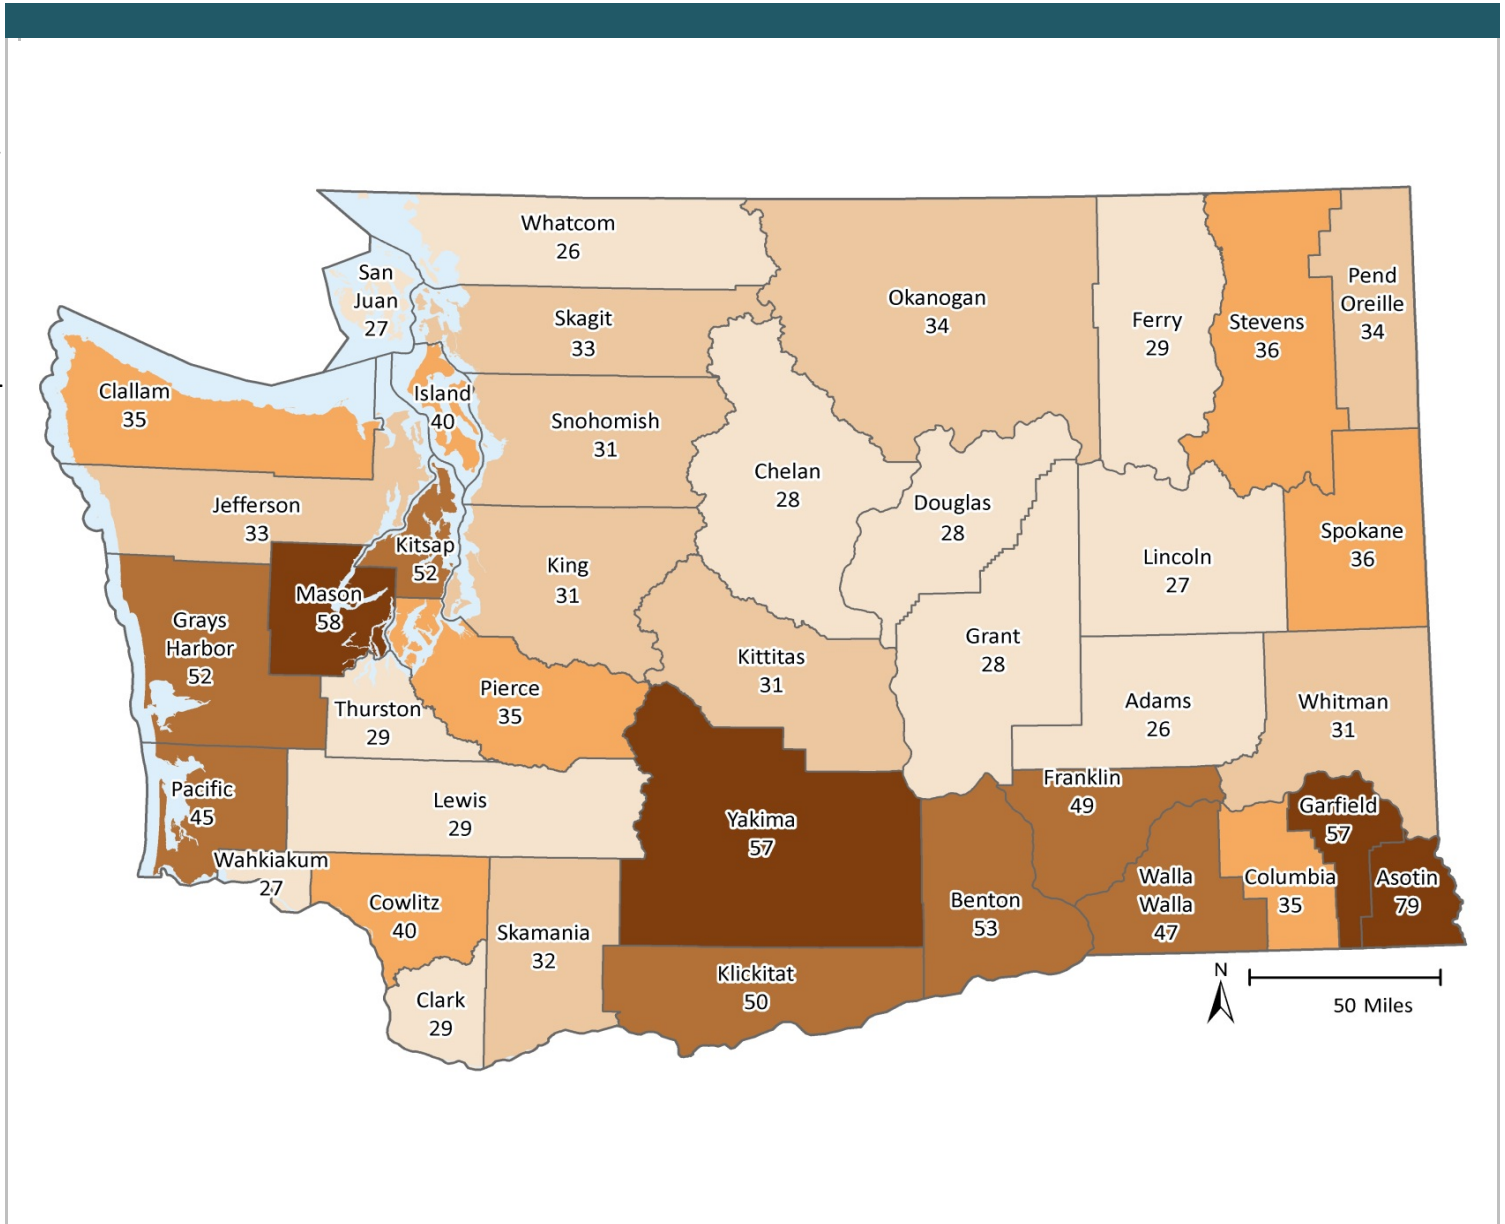 Whatcom
26
San
Juan
27
Skagit
33
Okanogan
34
Ferry
29
Stevens
36
Pend
Oreille
34
Clallam
35
Island
40
Snohomish
31
Chelan
28
Douglas
28
Jefferson
33
Kitsap
52
King
31
Lincoln
27
Spokane
36
Mason
58
Grays
Harbor
52
Grant
28
Kittitas
31
Pierce
35
Thurston
29
Adams
26
Whitman
31
Pacific
45
Lewis
29
Yakima
57
Franklin
49
Garfield
57
Wahkiakum
27
Cowlitz
40
Skamania
32
Benton
53
Walla
Walla
47
Columbia
35
Asotin
79
Klickitat
50
Clark
29
N
50 Miles